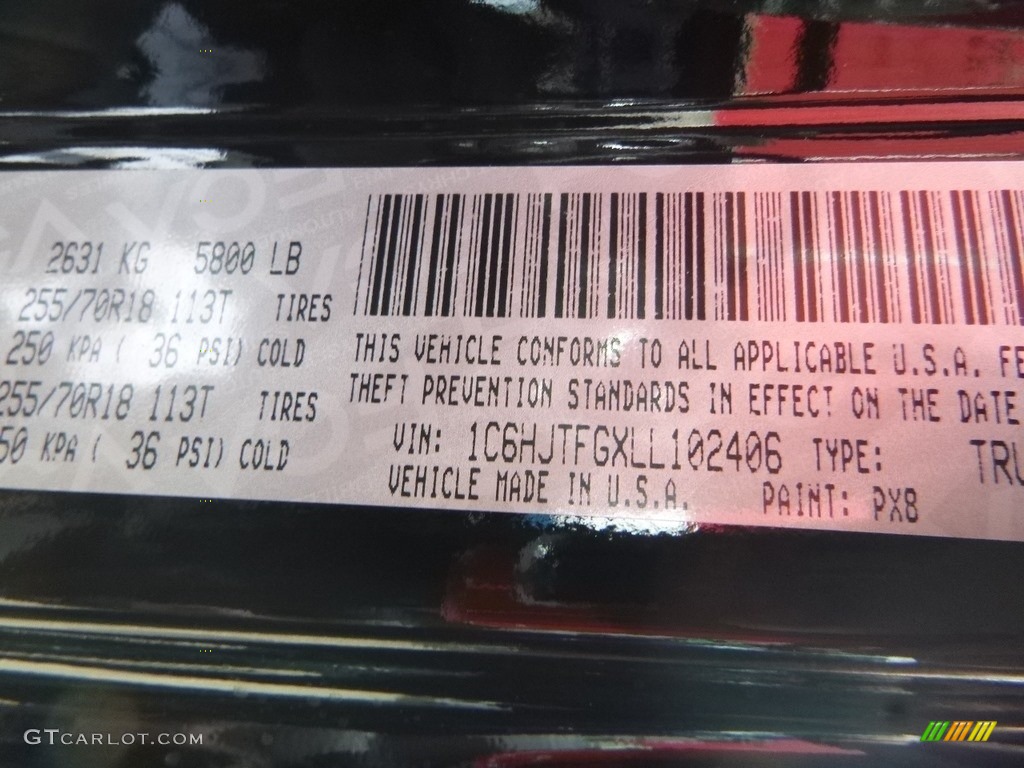 2631 KG 5800 LB
255/70R18 113T TIRES
250 KPA ( 36 PSI) COLD
255/70R18 113T TIRES
50 KPA ( 36 PSI) COLD
THIS VEHICLE CONFORMS TO ALL APPLICABLE U.S.A. FE
THEFT PREVENTION STANDARDS IN EFFECT ON THE DATE
VIN: 1C6HJTFGXLL102406 TYPE: TRU
VEHICLE MADE IN U.S.A. PAINT: PX8
GTCARLOT.COM